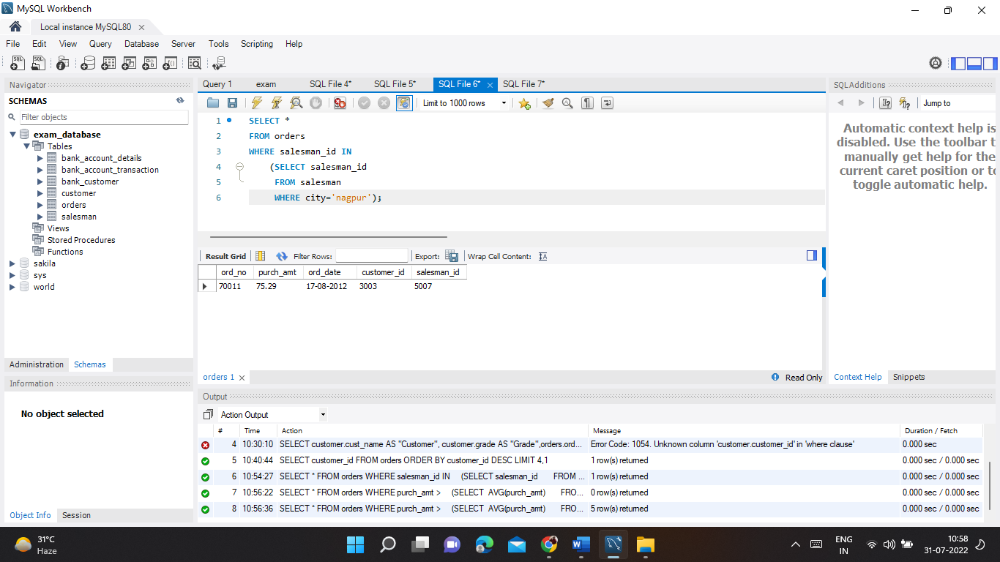 MySQL Workbench
Local instance MySQL80
File Edit View Query Database Server Tools Scripting Help
Navigator
SCHEMAS
Filter objects
exam_database
Tables
bank_account_details
bank_account_transaction
bank_customer
customer
orders
salesman
Views
Stored Procedures
Functions
sakila
sys
world
Administration Schemas
Information
No object selected
Object Info Session
Query 1 exam SQL File 4* SQL File 5* SQL File 6* SQL File 7*
Limit to 1000 rows
1 SELECT *
2 FROM orders
3 WHERE salesman_id IN
4 (SELECT salesman_id
5 FROM salesman
6 WHERE city='nagpur');
Result Grid Filter Rows: Export: Wrap Cell Content:
ord_no purch_amt ord_date customer_id salesman_id
70011 75.29 17-08-2012 3003 5007
orders 1 Read Only
SQLAdditions
Jump to
Automatic context help is
disabled. Use the toolbar t
manually get help for the
current caret position or to
toggle automatic help.
Context Help Snippets
Output
Action Output
# Time Action Message Duration / Fetch
4 10:30:10 SELECT customer.cust_name AS "Customer", customer.grade AS "Grade",orders.ord... Error Code: 1054. Unknown column 'customer.customer_id' in 'where clause' 0.000 sec
5 10:40:44 SELECT customer_id FROM orders ORDER BY customer_id DESC LIMIT 4,1 1 row(s) returned 0.000 sec / 0.000 sec
6 10:54:27 SELECT * FROM orders WHERE salesman_id IN (SELECT salesman_id FROM ... 1 row(s) returned 0.000 sec / 0.000 sec
7 10:56:22 SELECT * FROM orders WHERE purch_amt > (SELECT AVG(purch_amt) FRO... 0 row(s) returned 0.000 sec / 0.000 sec
8 10:56:36 SELECT * FROM orders WHERE purch_amt > (SELECT AVG(purch_amt) FRO... 5 row(s) returned 0.000 sec / 0.000 sec
31°C
Haze
ENG
IN
10:58
31-07-2022